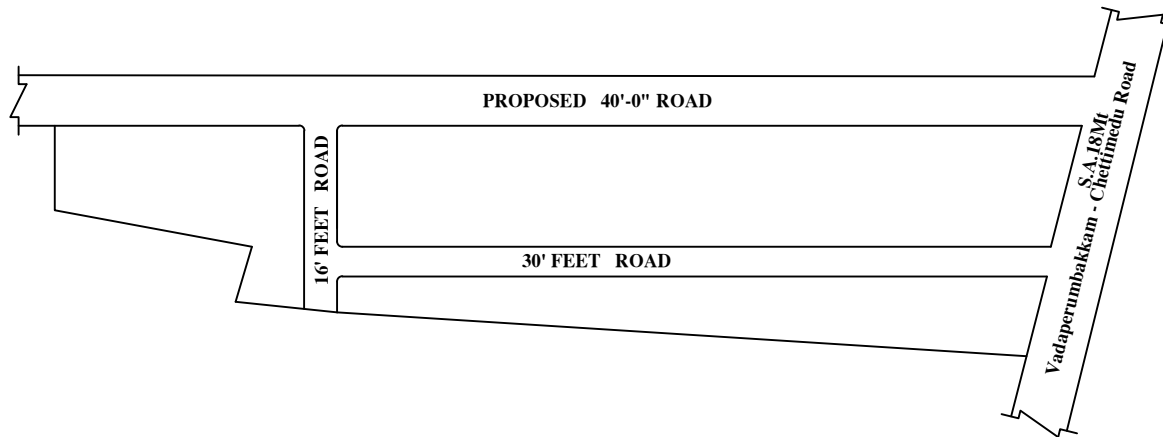 PROPOSED 40'-0" ROAD
16' FEET ROAD
30' FEET ROAD
S.A.18Mt
Vadaperumbakkam - Chettimedu Road